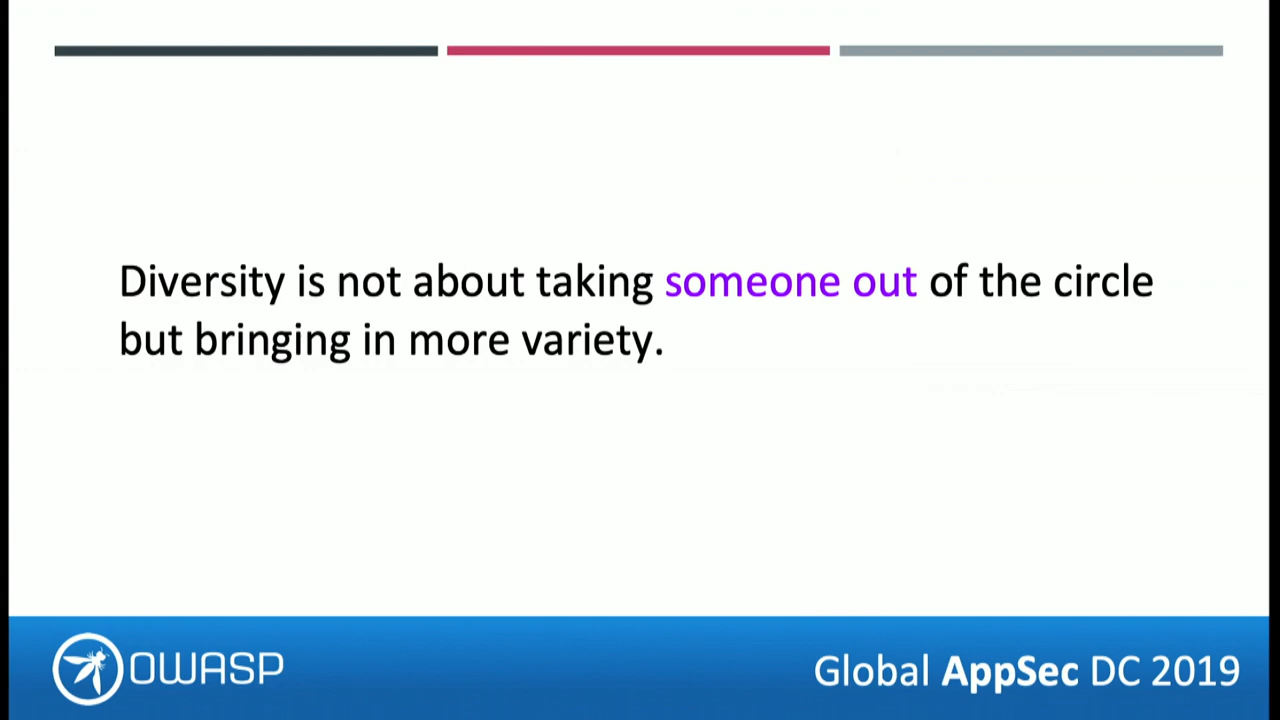 Diversity is not about taking someone out of the circle
but bringing in more variety.
OWASP
Global AppSec DC 2019